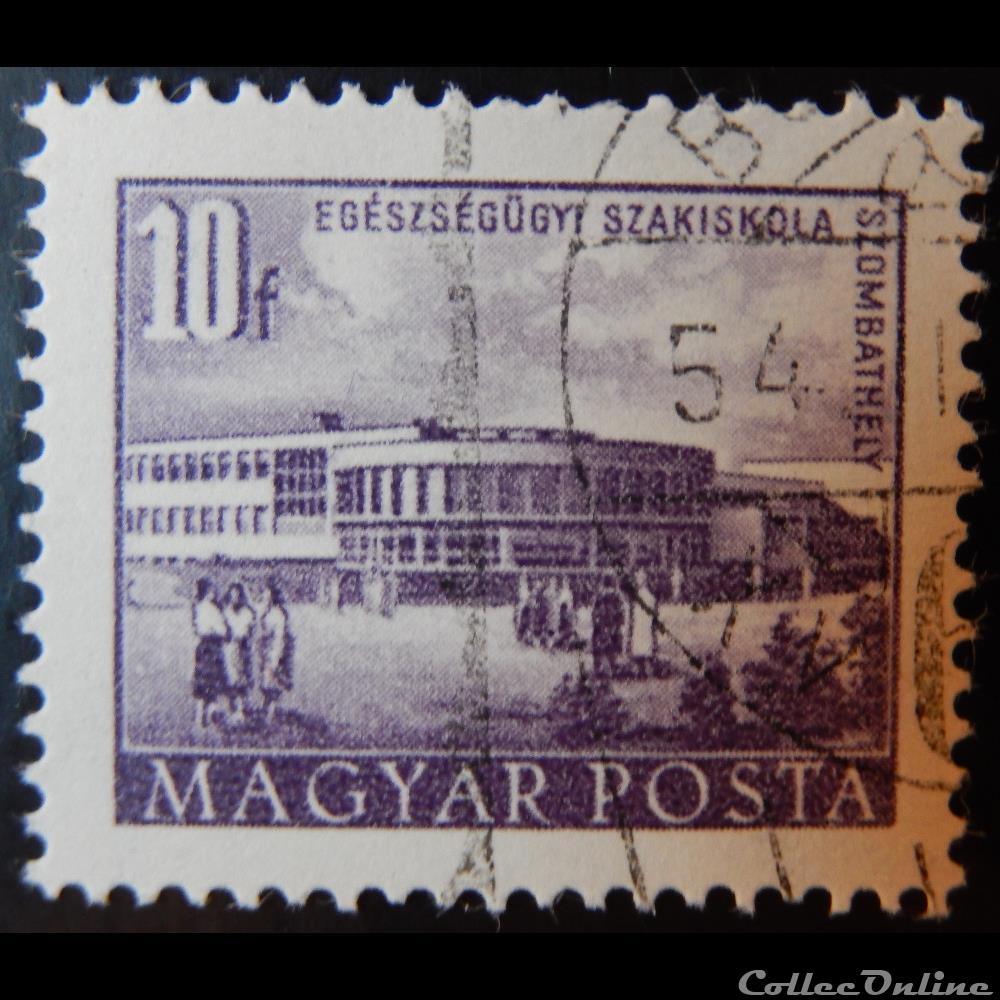 10f
EGÉSZSÉGÜGYI SZAKISKOLA
SZOMBATHELY
54
MAGYAR POSTA
CollecOnline